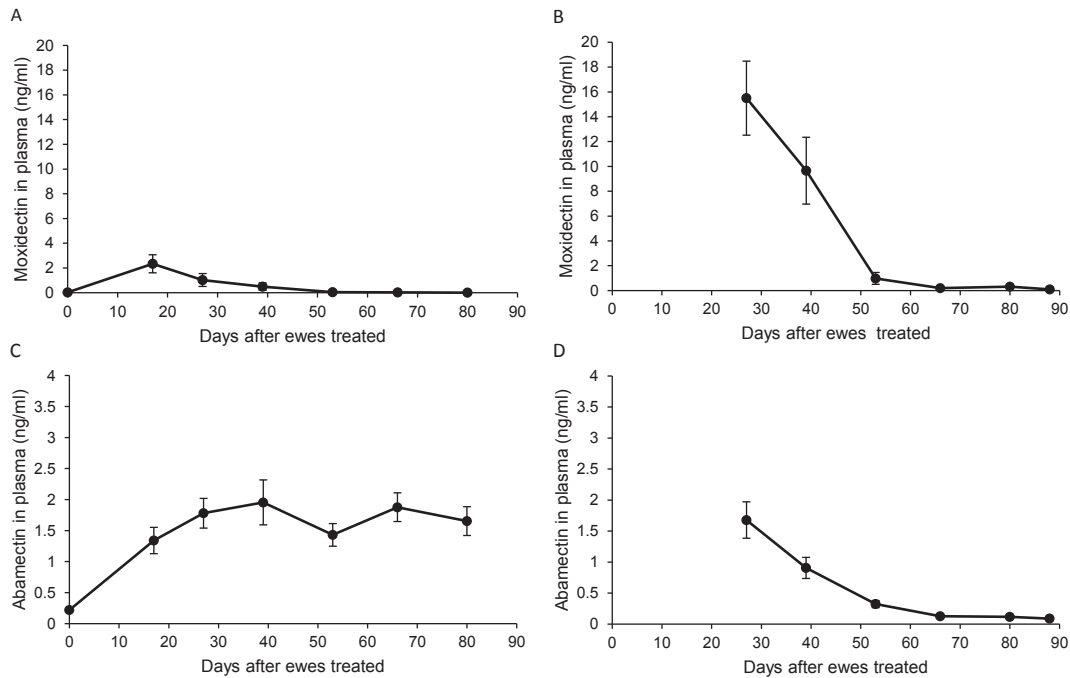 A
Moxidectin in plasma (ng/ml)
20
18
16
14
12
10
8
6
4
2
0
0 10 20 30 40 50 60 70 80 90
Days after ewes treated
B
Moxidectin in plasma (ng/ml)
20
18
16
14
12
10
8
6
4
2
0
0 10 20 30 40 50 60 70 80 90
Days after ewes treated
C
Abamectin in plasma (ng/ml)
4
3.5
3
2.5
2
1.5
1
0.5
0
0 10 20 30 40 50 60 70 80 90
Days after ewes treated
D
Abamectin in plasma (ng/ml)
4
3.5
3
2.5
2
1.5
1
0.5
0
0 10 20 30 40 50 60 70 80 90
Days after ewes treated